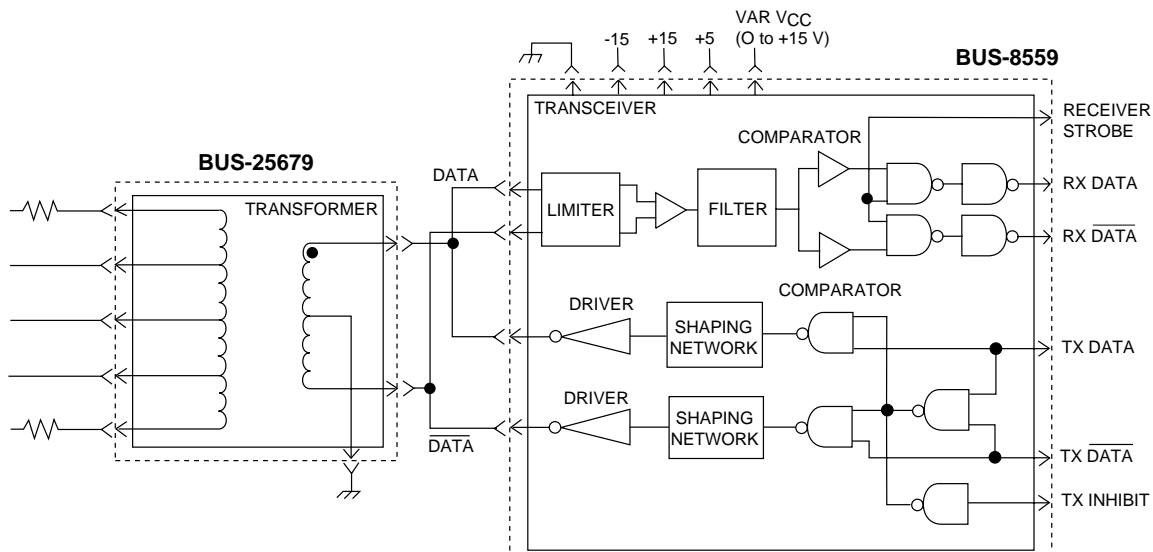 VAR VCC
(O to +15 V)
-15
+15
+5
BUS-8559
TRANSCEIVER
RECEIVER
STROBE
COMPARATOR
BUS-25679
DATA
RX DATA
TRANSFORMER
LIMITER
FILTER
RX DATA
COMPARATOR
DRIVER
SHAPING
NETWORK
TX DATA
DRIVER
SHAPING
NETWORK
DATA
TX DATA
TX INHIBIT